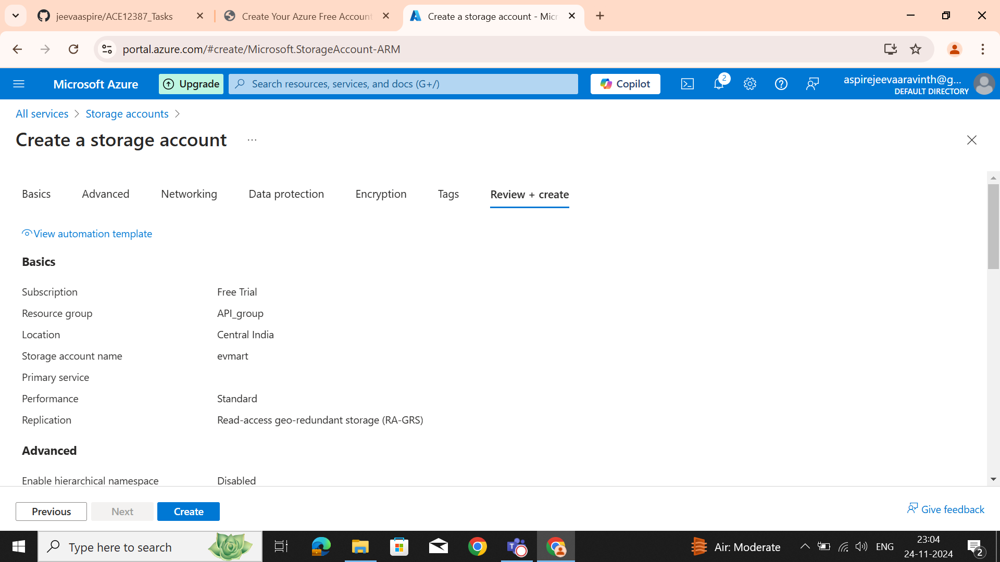 jeevaaspire/ACE12387_Tasks
Create Your Azure Free Account
Create a storage account - Micr
portal.azure.com/#create/Microsoft.StorageAccount-ARM
Microsoft Azure
Upgrade
Search resources, services, and docs (G+/)
Copilot
2
aspirejeevaaravinth@g...
DEFAULT DIRECTORY
All services
Storage accounts
Create a storage account
...
Basics
Advanced
Networking
Data protection
Encryption
Tags
Review + create
View automation template
Basics
Subscription Free Trial
Resource group API_group
Location Central India
Storage account name evmart
Primary service
Performance Standard
Replication Read-access geo-redundant storage (RA-GRS)
Advanced
Enable hierarchical namespace Disabled
Previous
Next
Create
Give feedback
Type here to search
Air: Moderate
ENG
23:04
24-11-2024
2